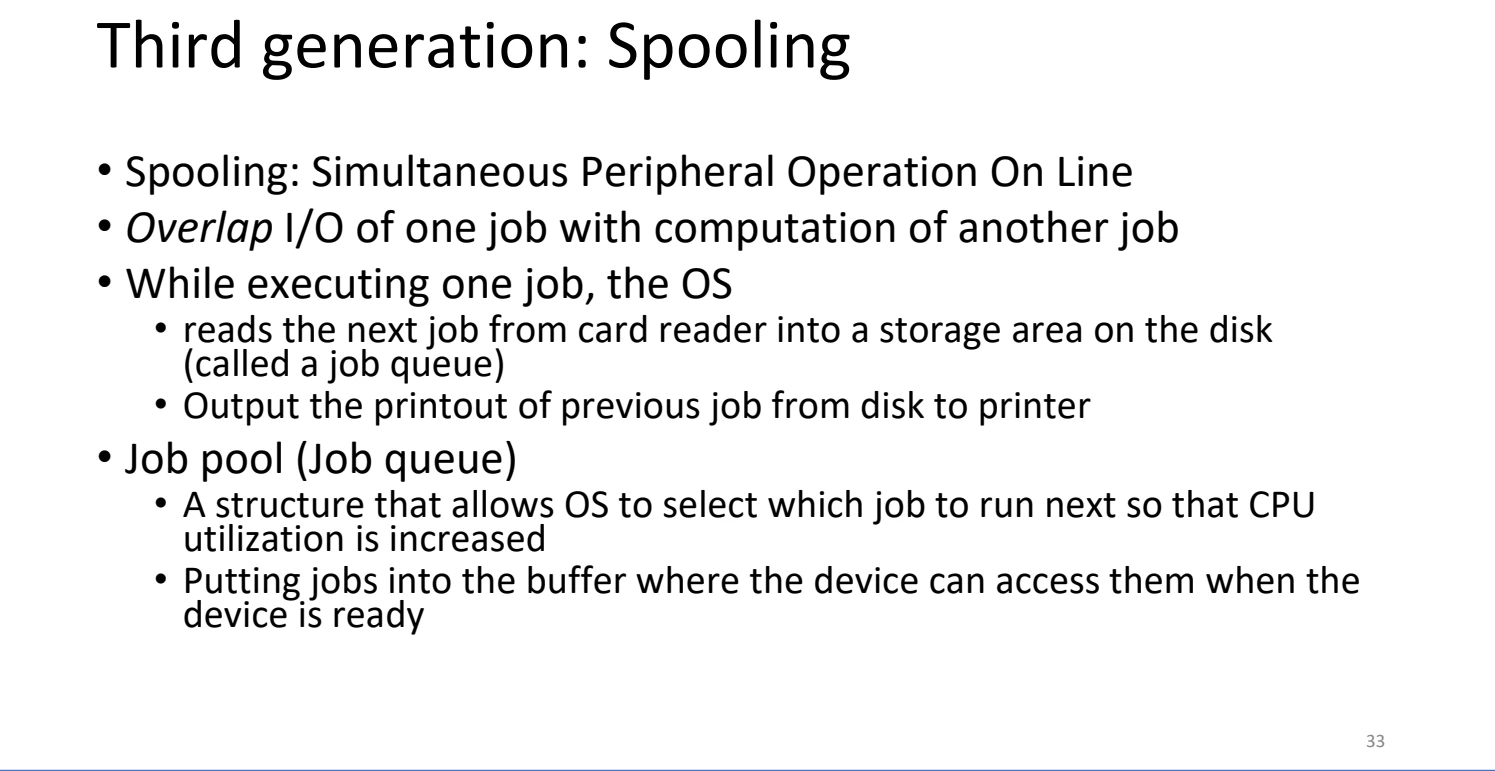 Third generation: Spooling
• Spooling: Simultaneous Peripheral Operation On Line
• Overlap I/O of one job with computation of another job
• While executing one job, the OS
• reads the next job from card reader into a storage area on the disk
(called a job queue)
• Output the printout of previous job from disk to printer
• Job pool (Job queue)
• A structure that allows OS to select which job to run next so that CPU
utilization is increased
• Putting jobs into the buffer where the device can access them when the
device is ready
33